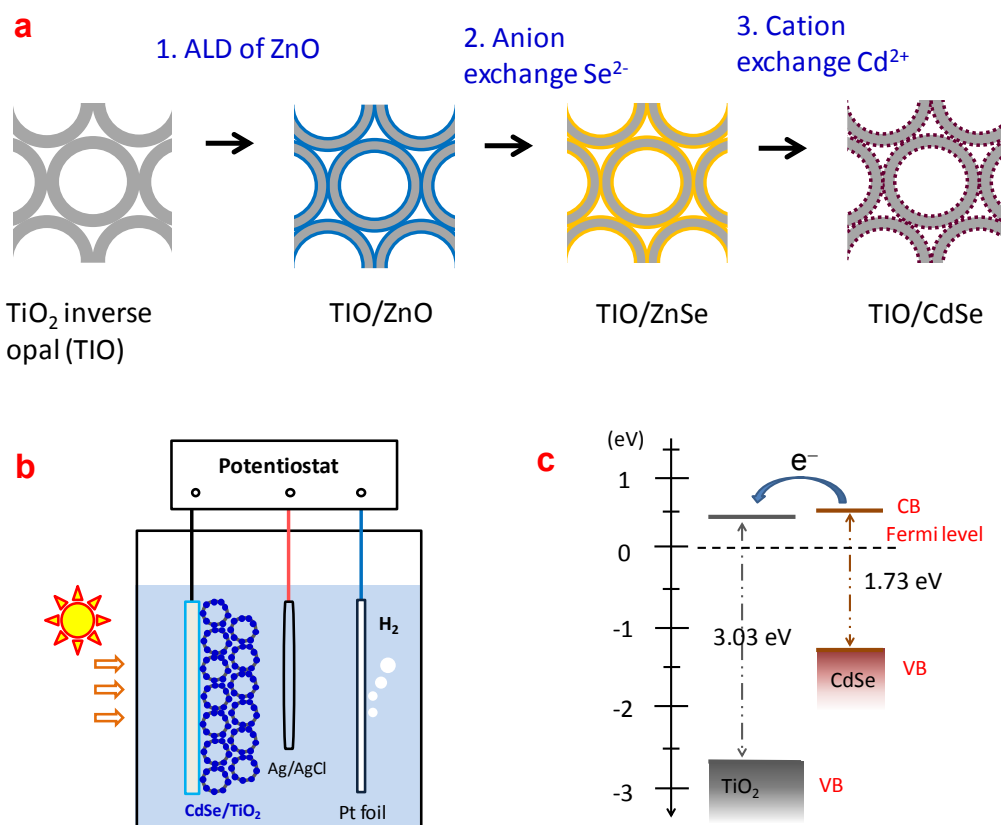 a
1. ALD of ZnO
2. Anion
exchange Se²⁻
3. Cation
exchange Cd²⁺
TiO₂ inverse
opal (TIO)
TIO/ZnO
TIO/ZnSe
TIO/CdSe
b
Potentiostat
H₂
Ag/AgCl
CdSe/TiO₂
Pt foil
c
(eV)
1
0
-1
-2
-3
e⁻
CB
Fermi level
1.73 eV
3.03 eV
CdSe
VB
TiO₂
VB